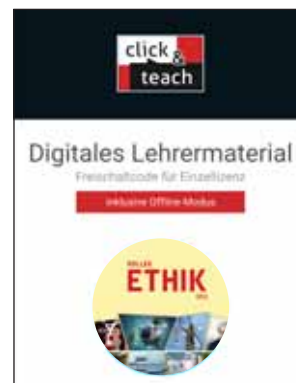 click &
teach
Digitales Lehrermaterial
Freischaltcode für Einzellizenz
inklusive Offline-Modus
ETHIK